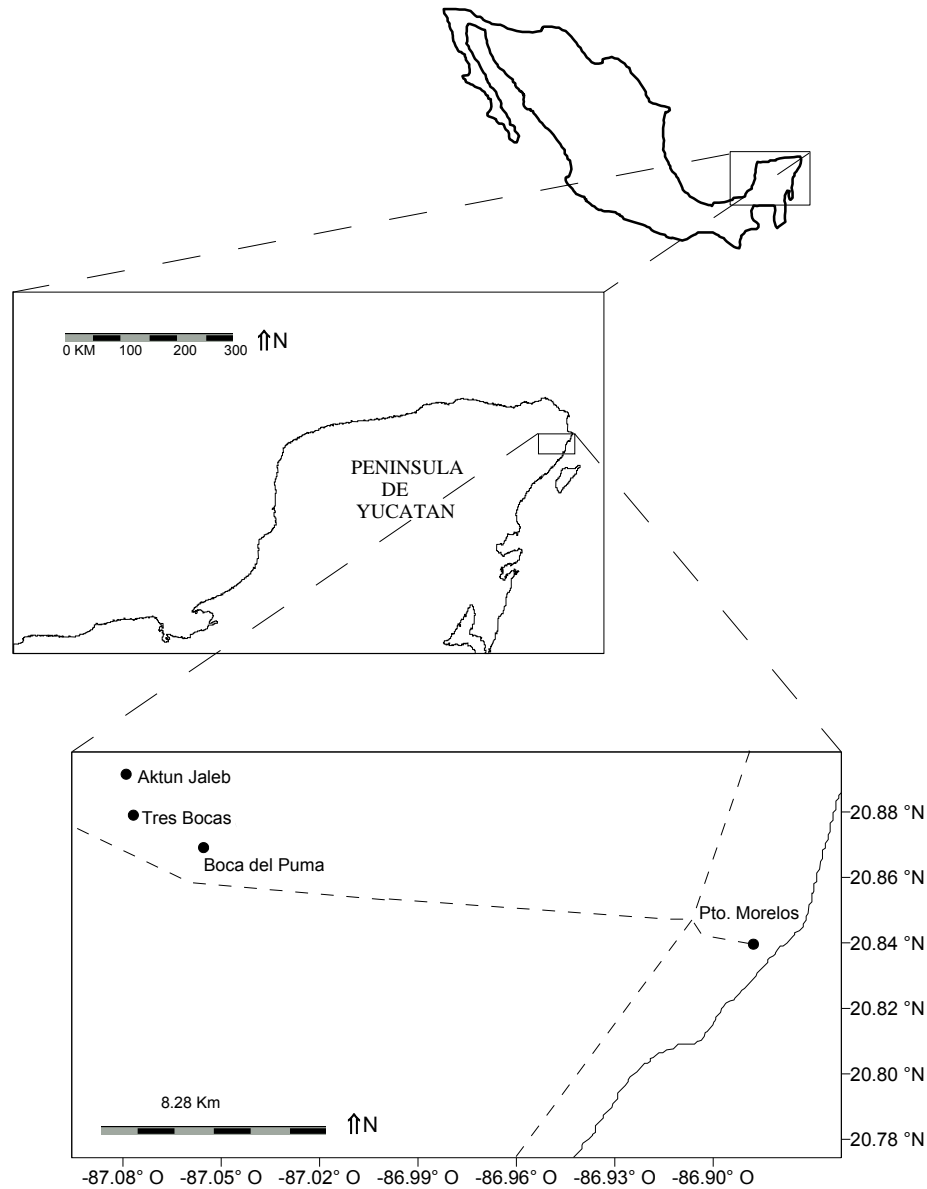 0 KM 100 200 300
⇑N
PENINSULA
DE
YUCATAN
Aktun Jaleb
Tres Bocas
Boca del Puma
Pto. Morelos
20.88 °N
20.86 °N
20.84 °N
20.82 °N
20.80 °N
20.78 °N
8.28 Km
⇑N
-87.08° O -87.05° O -87.02° O -86.99° O -86.96° O -86.93° O -86.90° O